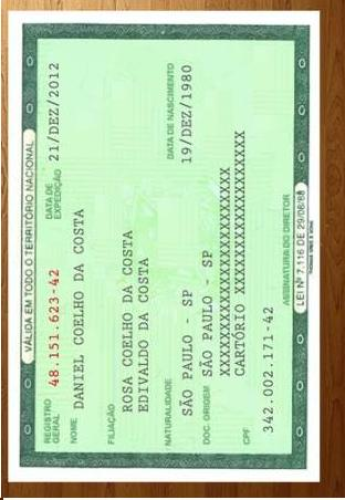 VÁLIDA EM TODO O TERRITÓRIO NACIONAL
REGISTRO GERAL 48.151.623-42 DATA DE EXPEDIÇÃO 21/DEZ/2012
NOME DANIEL COELHO DA COSTA
FILIAÇÃO
ROSA COELHO DA COSTA
EDIVALDO DA COSTA
NATURALIDADE DATA DE NASCIMENTO
SÃO PAULO - SP 19/DEZ/1980
DOC. ORIGEM SÃO PAULO - SP
XXXXXXXXXXXXXXXXXXXXXXXX
CARTÓRIO XXXXXXXXXXXXXXXXXX
CPF
342.002.171-42
ASSINATURA DO DIRETOR
LEI Nº 7.116 DE 29/08/83